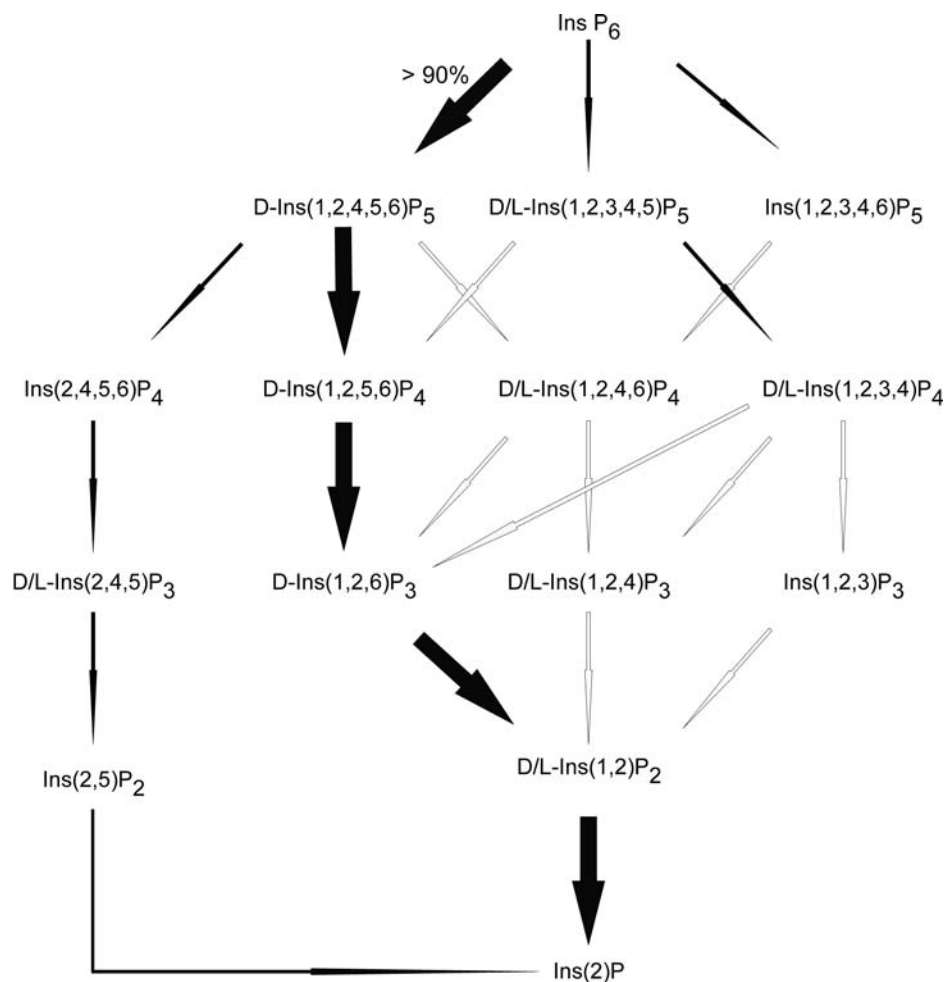 Ins P6
> 90%
D-Ins(1,2,4,5,6)P5 D/L-Ins(1,2,3,4,5)P5 Ins(1,2,3,4,6)P5
Ins(2,4,5,6)P4 D-Ins(1,2,5,6)P4 D/L-Ins(1,2,4,6)P4 D/L-Ins(1,2,3,4)P4
D/L-Ins(2,4,5)P3 D-Ins(1,2,6)P3 D/L-Ins(1,2,4)P3 Ins(1,2,3)P3
Ins(2,5)P2 D/L-Ins(1,2)P2
Ins(2)P